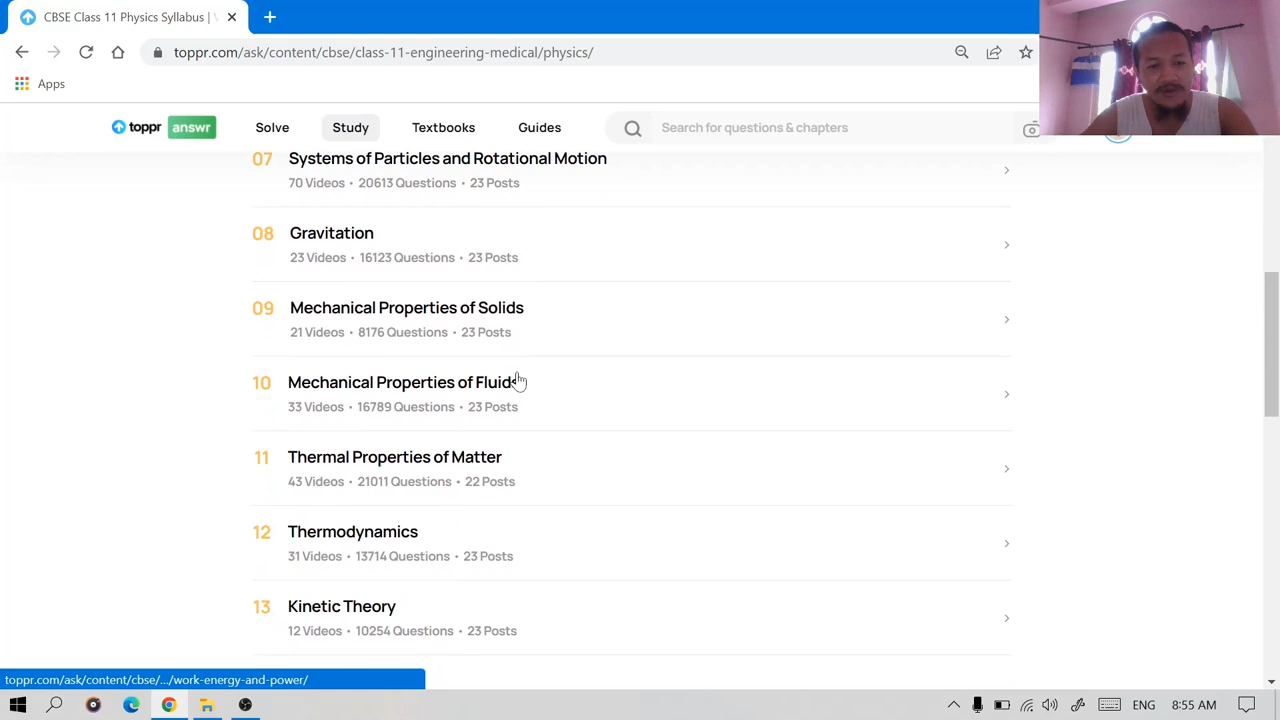 CBSE Class 11 Physics Syllabus |
toppr.com/ask/content/cbse/class-11-engineering-medical/physics/
Apps
toppr answr Solve Study Textbooks Guides Search for questions & chapters
07 Systems of Particles and Rotational Motion
70 Videos • 20613 Questions • 23 Posts
08 Gravitation
23 Videos • 16123 Questions • 23 Posts
09 Mechanical Properties of Solids
21 Videos • 8176 Questions • 23 Posts
10 Mechanical Properties of Fluids
33 Videos • 16789 Questions • 23 Posts
11 Thermal Properties of Matter
43 Videos • 21011 Questions • 22 Posts
12 Thermodynamics
31 Videos • 13714 Questions • 23 Posts
13 Kinetic Theory
12 Videos • 10254 Questions • 23 Posts
toppr.com/ask/content/cbse/.../work-energy-and-power/
ENG 8:55 AM